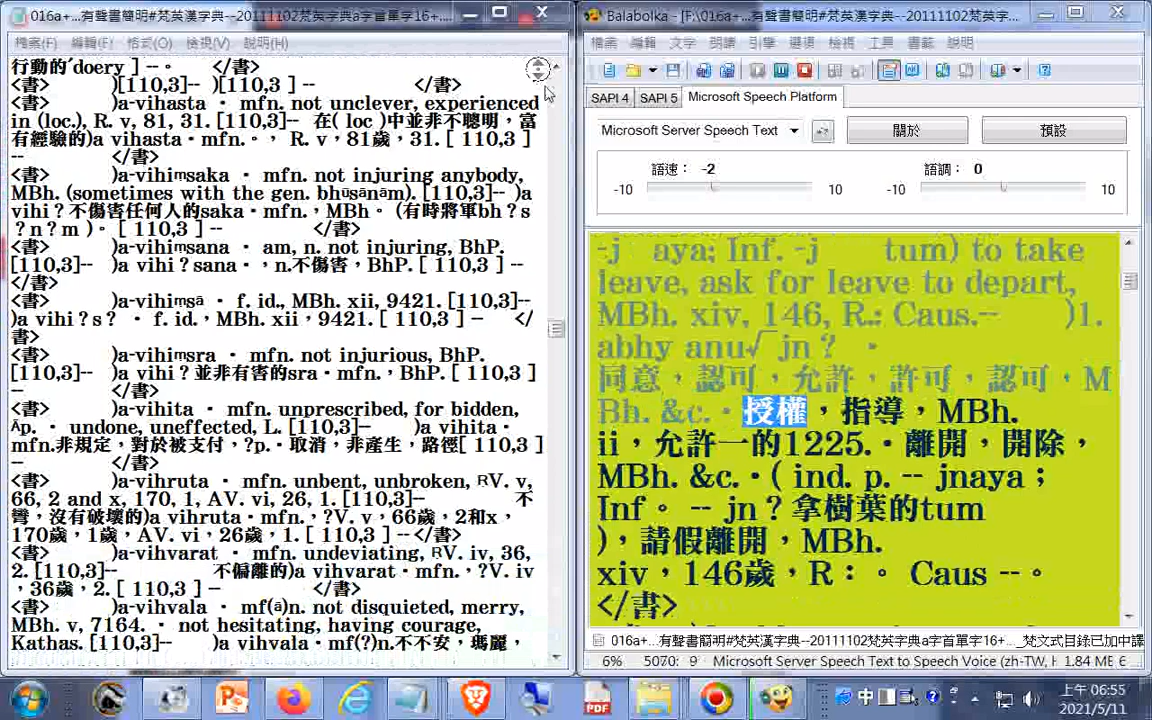 016a+...有聲書簡明#梵英漢字典--20111102梵英字典a字首單字16+...
檔案(F) 編輯(E) 格式(O) 檢視(V) 說明(H)
行動的'doery ] --。 </書>
<書> )[110,3]-- )[110,3 ] -- </書>
<書> )a-vihasta‧ mfn. not unclever, experienced
in (loc.), R. v, 81, 31. [110,3]-- 在( loc )中並非不聰明，富
有經驗的)a vihasta‧mfn.。， R. v，81歲，31. [ 110,3 ]
-- </書>
<書> )a-vihiṃsaka‧ mfn. not injuring anybody,
MBh. (sometimes with the gen. bhūsānām). [110,3]-- )a
vihi？不傷害任何人的saka‧mfn.，MBh。 (有時將軍bh？s
？n？m )。 [ 110,3 ] </書>
<書> )a-vihiṃsana‧ am, n. not injuring, BhP.
[110,3]-- )a vihi？sana‧，n.不傷害，BhP. [ 110,3 ] --
</書>
<書> )a-vihiṃsā‧ f. id., MBh. xii, 9421. [110,3]--
)a vihi？s？ ‧ f. id.，MBh. xii，9421. [ 110,3 ] -- </
書>
<書> )a-vihiṃsra‧ mfn. not injurious, BhP.
[110,3]-- )a vihi？並非有害的sra‧mfn.，BhP. [ 110,3 ]
-- </書>
<書> )a-vihita‧ mfn. unprescribed, for bidden,
Āp.‧ undone, uneffected, L. [110,3]-- )a vihita‧
mfn.非規定，對於被支付，?p.‧取消，非產生，路徑[ 110,3 ]
-- </書>
<書> )a-vihruta‧ mfn. unbent, unbroken, RV. v,
66, 2 and x, 170, 1, AV. vi, 26, 1. [110,3]-- 不
彎，沒有破壞的)a vihruta‧mfn.，?V. v，66歲，2和x，
170歲，1歲，AV. vi，26歲，1. [ 110,3 ] --</書>
<書> )a-vihvarat‧ mfn. undeviating, RV. iv, 36,
2. [110,3]-- 不偏離的)a vihvarat‧mfn.，?V. iv
，36歲，2. [ 110,3 ] -- </書>
<書> )a-vihvala‧ mf(ā)n. not disquieted, merry,
MBh. v, 7164.‧ not hesitating, having courage,
Kathas. [110,3]-- )a vihvala‧mf(?)n.不不安，瑪麗，
Balabolka - [F:\016a+...有聲書簡明#梵英漢字典--20111102梵英字...
檔案 編輯 文字 朗讀 引擎 選項 檢視 工具 書籤 說明
SAPI 4 SAPI 5 Microsoft Speech Platform
Microsoft Server Speech Text 關於 預設
語速： -2 語調： 0
-10 10 -10 10
-j aya; Inf. -j tum) to take
leave, ask for leave to depart,
MBh. xiv, 146, R.: Caus.-- )1.
abhy anu√ jn？ ‧
同意，認可，允許，許可，認可，M
Bh. &c.‧授權，指導，MBh.
ii，允許一的1225.‧離開，開除，
MBh. &c.‧( ind. p. -- jnaya；
Inf。 -- jn？拿樹葉的tum
)，請假離開，MBh.
xiv，146歲，R：。 Caus --。
</書>
016a+...有聲書簡明#梵英漢字典--20111102梵英字典a字首單字16+..._梵文式目錄已加中譯
6% 5070: 9 Microsoft Server Speech Text to Speech Voice (zh-TW, 1.84 MB 6
中 上午 06:55
2021/5/11